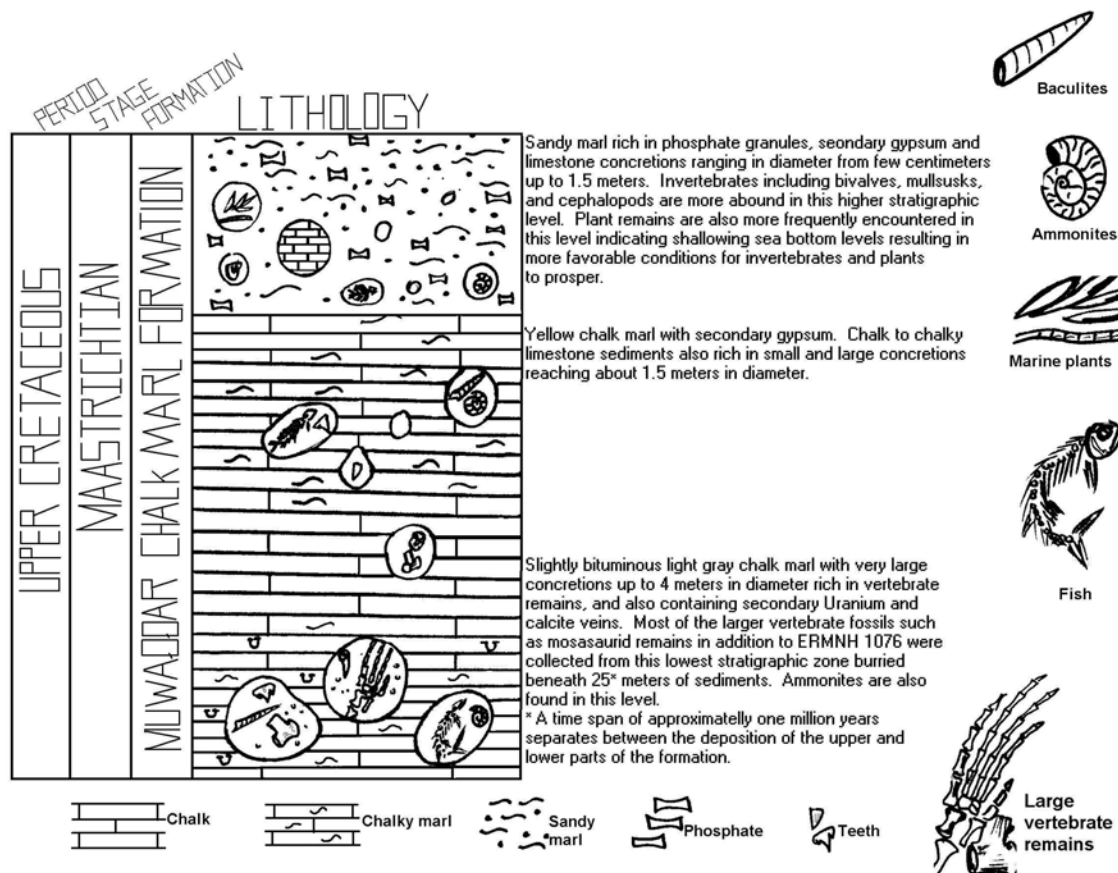 PERIOD
STAGE
FORMATION
LITHOLOGY
UPPER CRETACEOUS
MAASTRICHTIAN
MUWAQQAR CHALK MARL FORMATION
Sandy marl rich in phosphate granules, seondary gypsum and
limestone concretions ranging in diameter from few centimeters
up to 1.5 meters. Invertebrates including bivalves, mullsusks,
and cephalopods are more abound in this higher stratigraphic
level. Plant remains are also more frequently encountered in
this level indicating shallowing sea bottom levels resulting in
more favorable conditions for invertebrates and plants
to prosper.
Yellow chalk marl with secondary gypsum. Chalk to chalky
limestone sediments also rich in small and large concretions
reaching about 1.5 meters in diameter.
Slightly bituminous light gray chalk marl with very large
concretions up to 4 meters in diameter rich in vertebrate
remains, and also containing secondary Uranium and
calcite veins. Most of the larger vertebrate fossils such
as mosasaurid remains in addition to ERMNH 1076 were
collected from this lowest stratigraphic zone burried
beneath 25* meters of sediments. Ammonites are also
found in this level.
* A time span of approximatelly one million years
separates between the deposition of the upper and
lower parts of the formation.
Baculites
Ammonites
Marine plants
Fish
Large
vertebrate
remains
Chalk
Chalky marl
Sandy
marl
Phosphate
Teeth